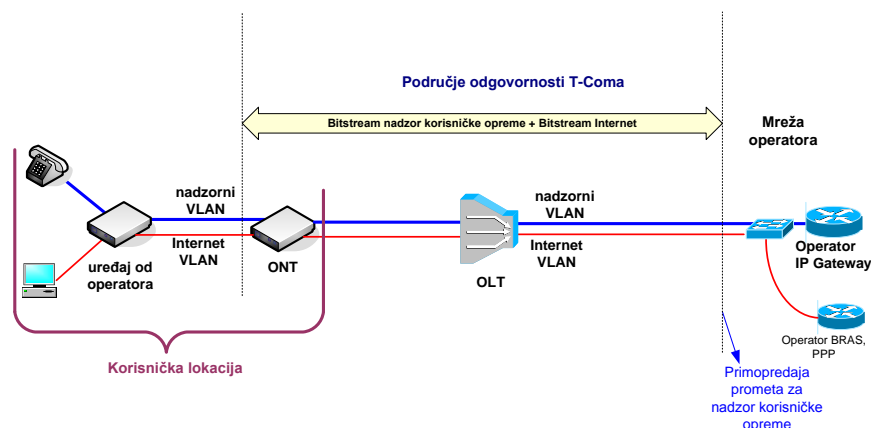 Područje odgovornosti T-Coma
Bitstream nadzor korisničke opreme + Bitstream Internet
Mreža
operatora
nadzorni
VLAN
Internet
VLAN
uređaj od
operatora
ONT
OLT
nadzorni
VLAN
Internet
VLAN
Operator
IP Gateway
Operator BRAS,
PPP
Korisnička lokacija
Primopredaja
prometa za
nadzor korisničke
opreme